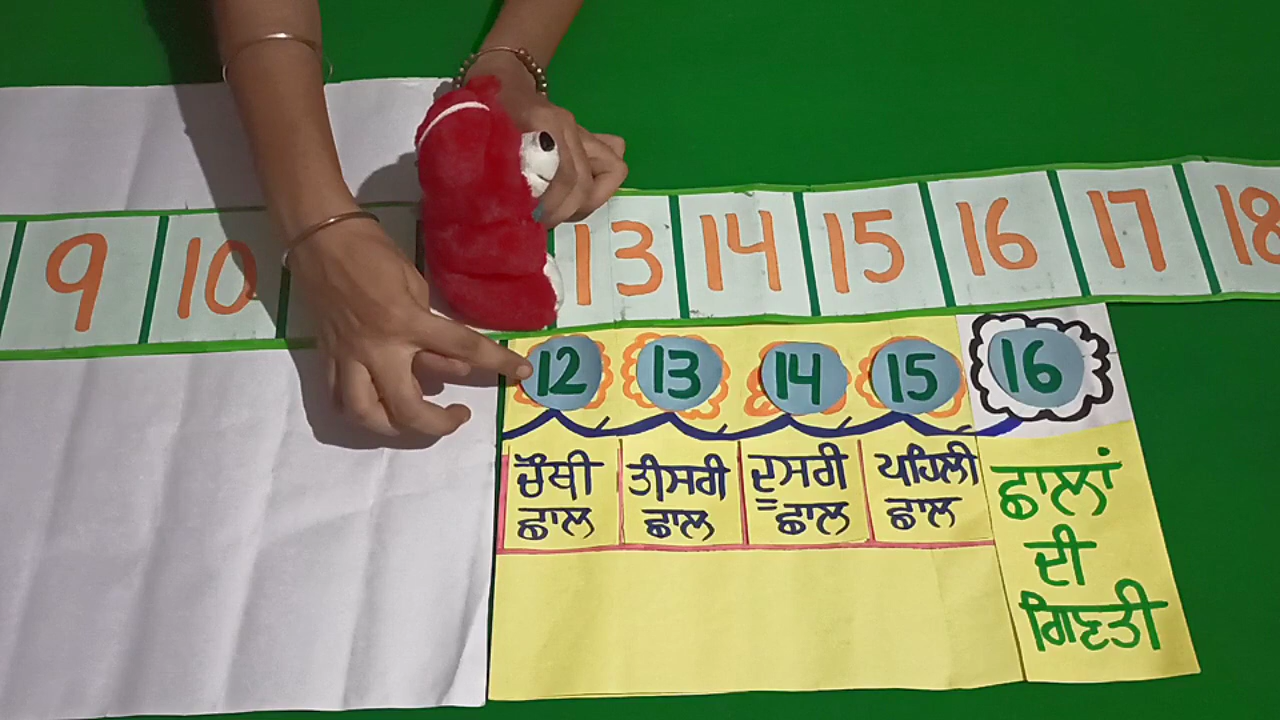 9 10 13 14 15 16 17 18
12 13 14 15 16
ਚੌਥੀ ਤੀਸਰੀ ਦੂਸਰੀ ਪਹਿਲੀ
ਛਾਲ ਛਾਲ ਛਾਲ ਛਾਲ
ਛਾਲਾਂ
ਦੀ
ਗਿਣਤੀ